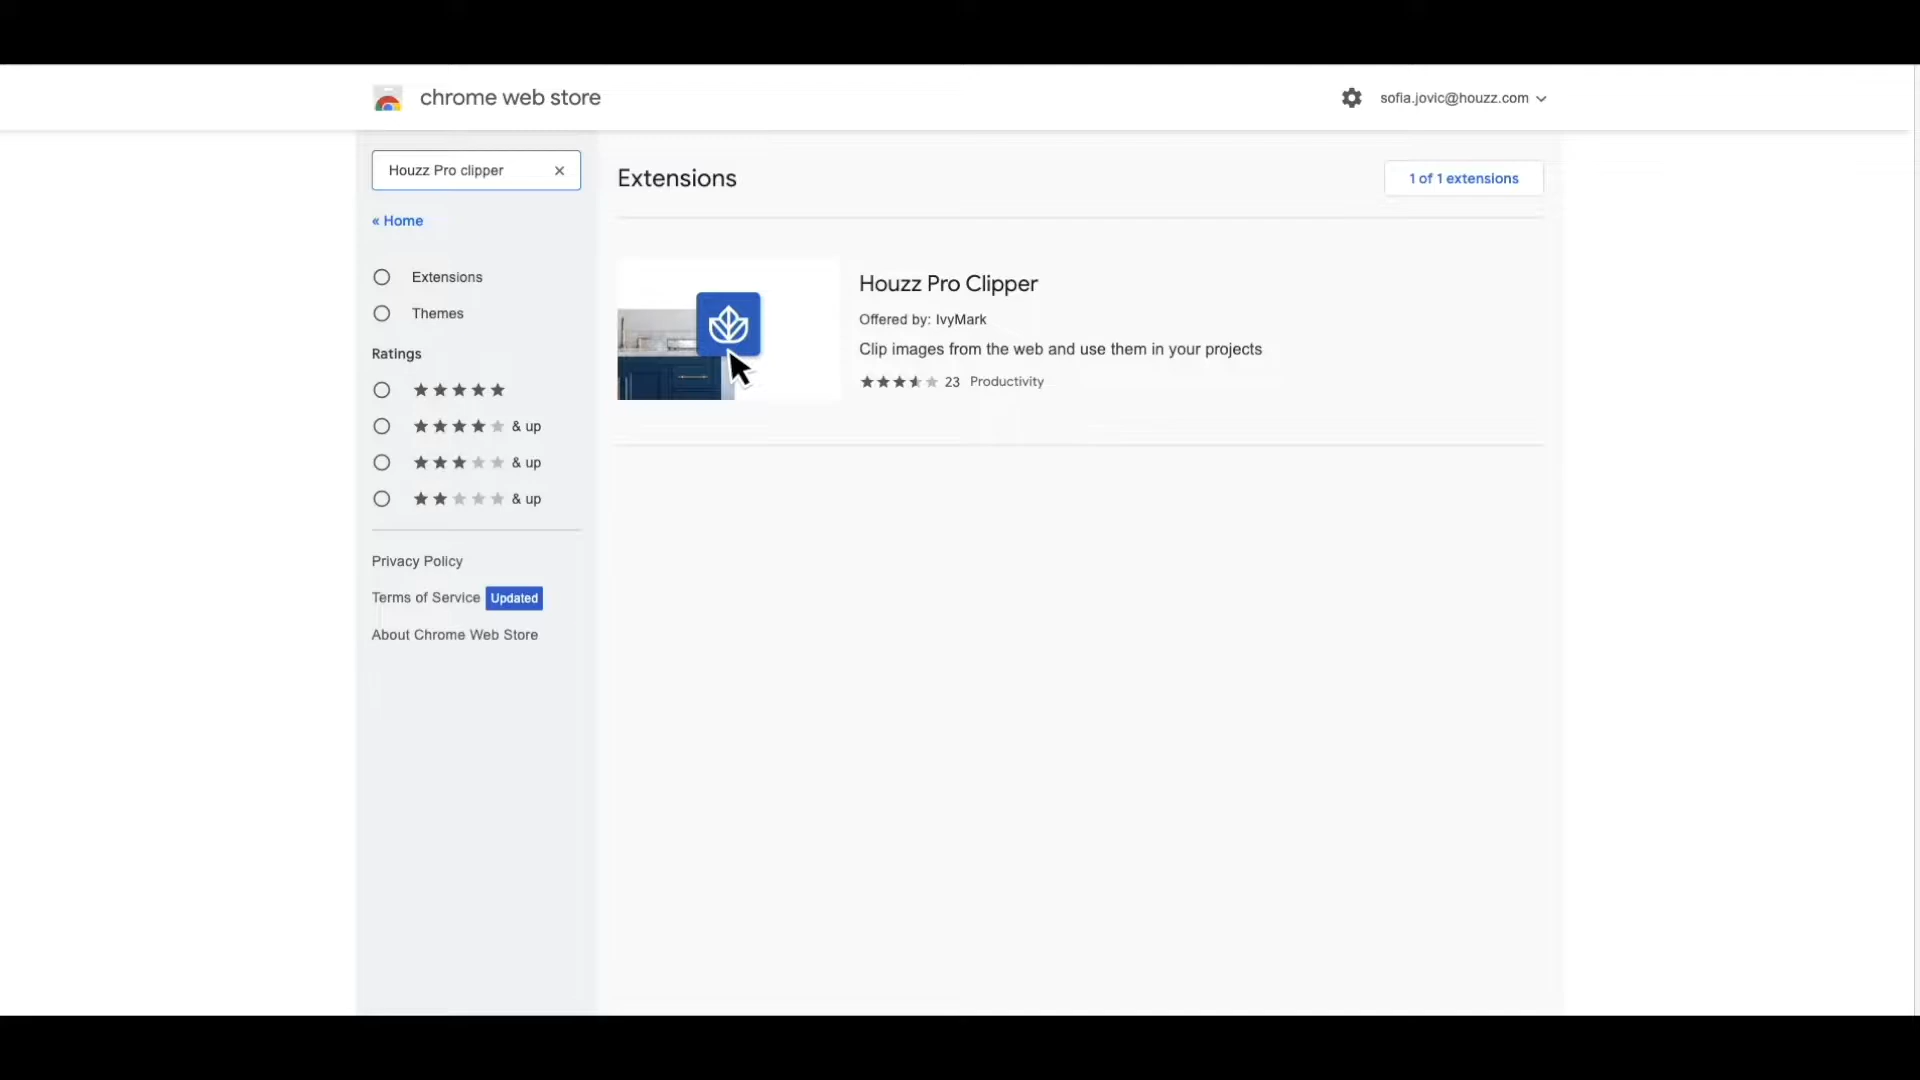 chrome web store
sofia.jovic@houzz.com
Houzz Pro clipper
« Home
Extensions
Themes
Ratings
& up
& up
& up
Privacy Policy
Terms of Service Updated
About Chrome Web Store
Extensions
1 of 1 extensions
Houzz Pro Clipper
Offered by: IvyMark
Clip images from the web and use them in your projects
23 Productivity